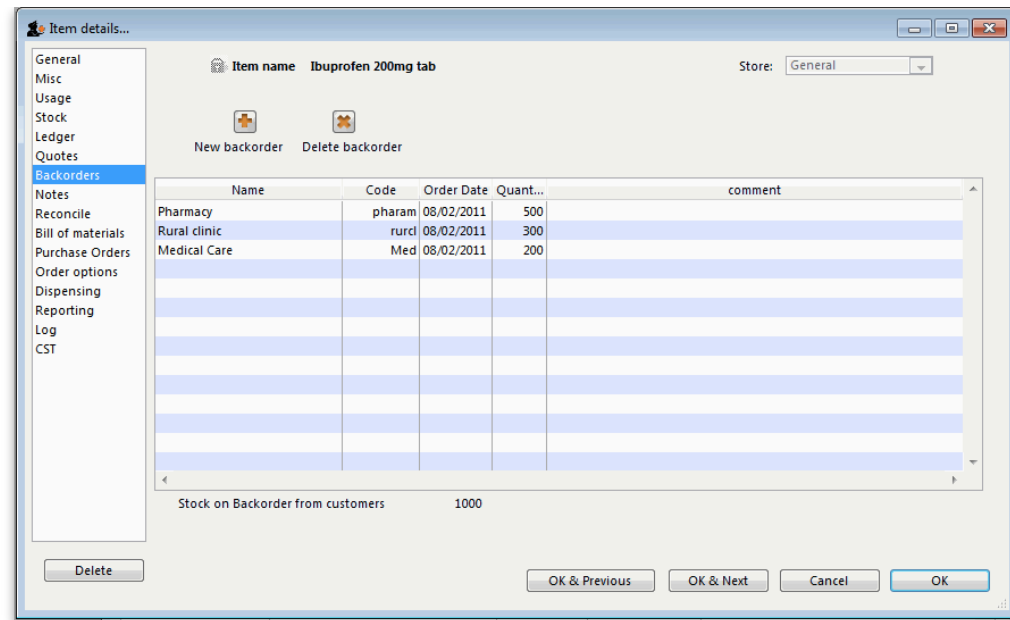 Item details...
General
Misc
Usage
Stock
Ledger
Quotes
Backorders
Notes
Reconcile
Bill of materials
Purchase Orders
Order options
Dispensing
Reporting
Log
CST
Item name Ibuprofen 200mg tab
Store: General
New backorder Delete backorder
Name Code Order Date Quant... comment
Pharmacy pharam 08/02/2011 500
Rural clinic rurcl 08/02/2011 300
Medical Care Med 08/02/2011 200
Stock on Backorder from customers 1000
Delete
OK & Previous OK & Next Cancel OK